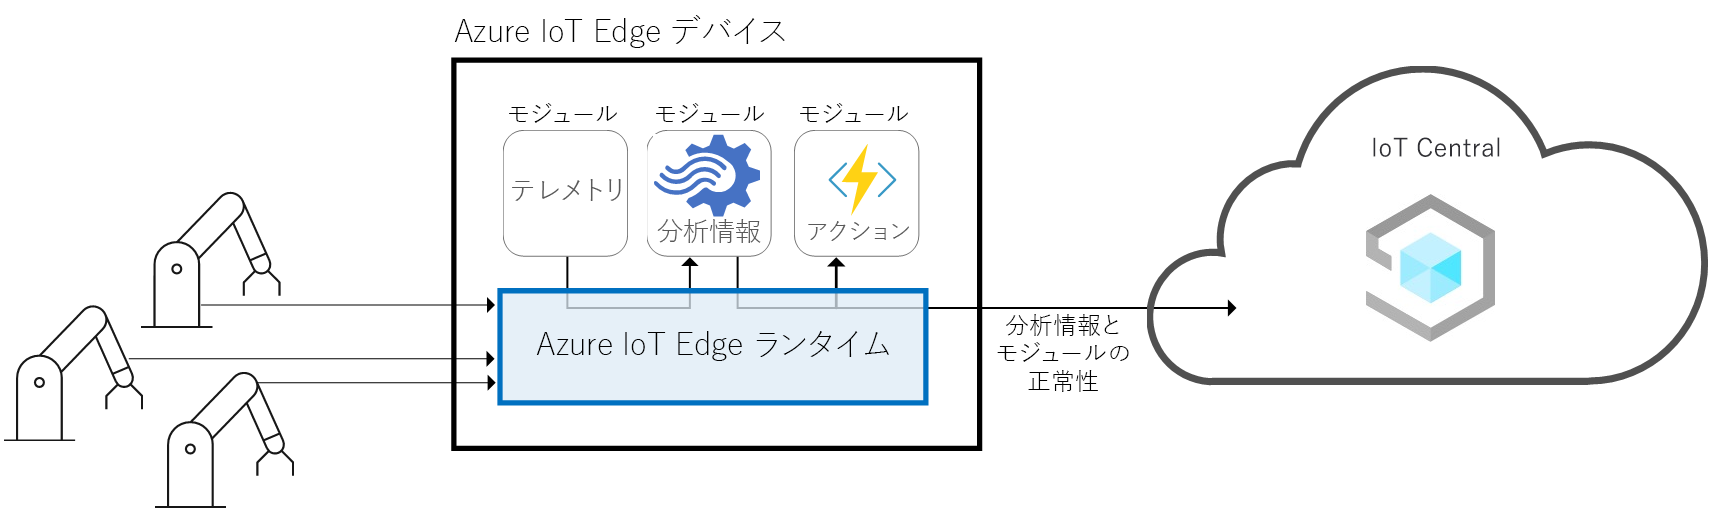 Azure IoT Edge デバイス
モジュール
モジュール
モジュール
テレメトリ
分析情報
アクション
Azure IoT Edge ランタイム
分析情報と
モジュールの
正常性
IoT Central